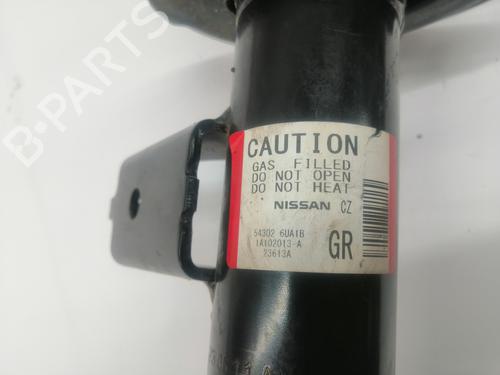 B-PARTS
CAUTION
GAS FILLED
DO NOT OPEN
DO NOT HEAT
NISSAN CZ
54302 6UA1B
1A102013-A
23613A
GR